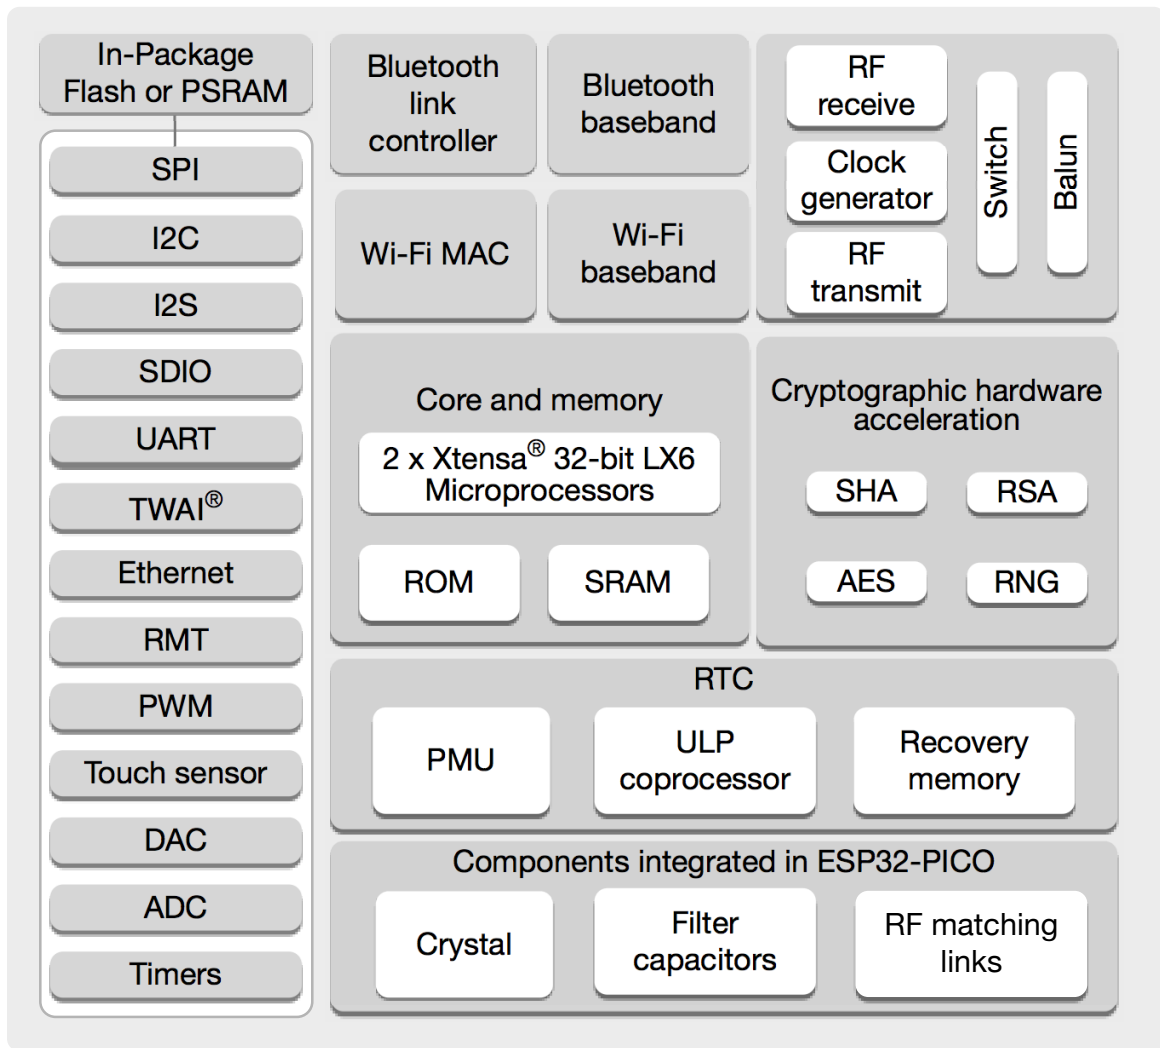 In-Package
Flash or PSRAM
SPI
I2C
I2S
SDIO
UART
TWAI®
Ethernet
RMT
PWM
Touch sensor
DAC
ADC
Timers
Bluetooth
link
controller
Bluetooth
baseband
Wi-Fi MAC
Wi-Fi
baseband
RF
receive
Clock
generator
RF
transmit
Switch
Balun
Core and memory
2 x Xtensa® 32-bit LX6
Microprocessors
ROM
SRAM
Cryptographic hardware
acceleration
SHA
RSA
AES
RNG
RTC
PMU
ULP
coprocessor
Recovery
memory
Components integrated in ESP32-PICO
Crystal
Filter
capacitors
RF matching
links